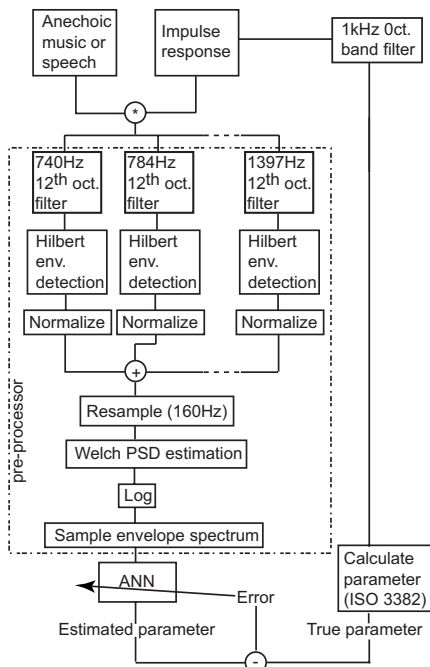 Anechoic
music or
speech
Impulse
response
1kHz 0ct.
band filter
*
740Hz
12th oct.
filter
784Hz
12th oct.
filter
1397Hz
12th oct.
filter
Hilbert
env.
detection
Hilbert
env.
detection
Hilbert
env.
detection
Normalize
Normalize
Normalize
+
pre-processor
Resample (160Hz)
Welch PSD estimation
Log
Sample envelope spectrum
ANN
Calculate
parameter
(ISO 3382)
Error
Estimated parameter
True parameter
-